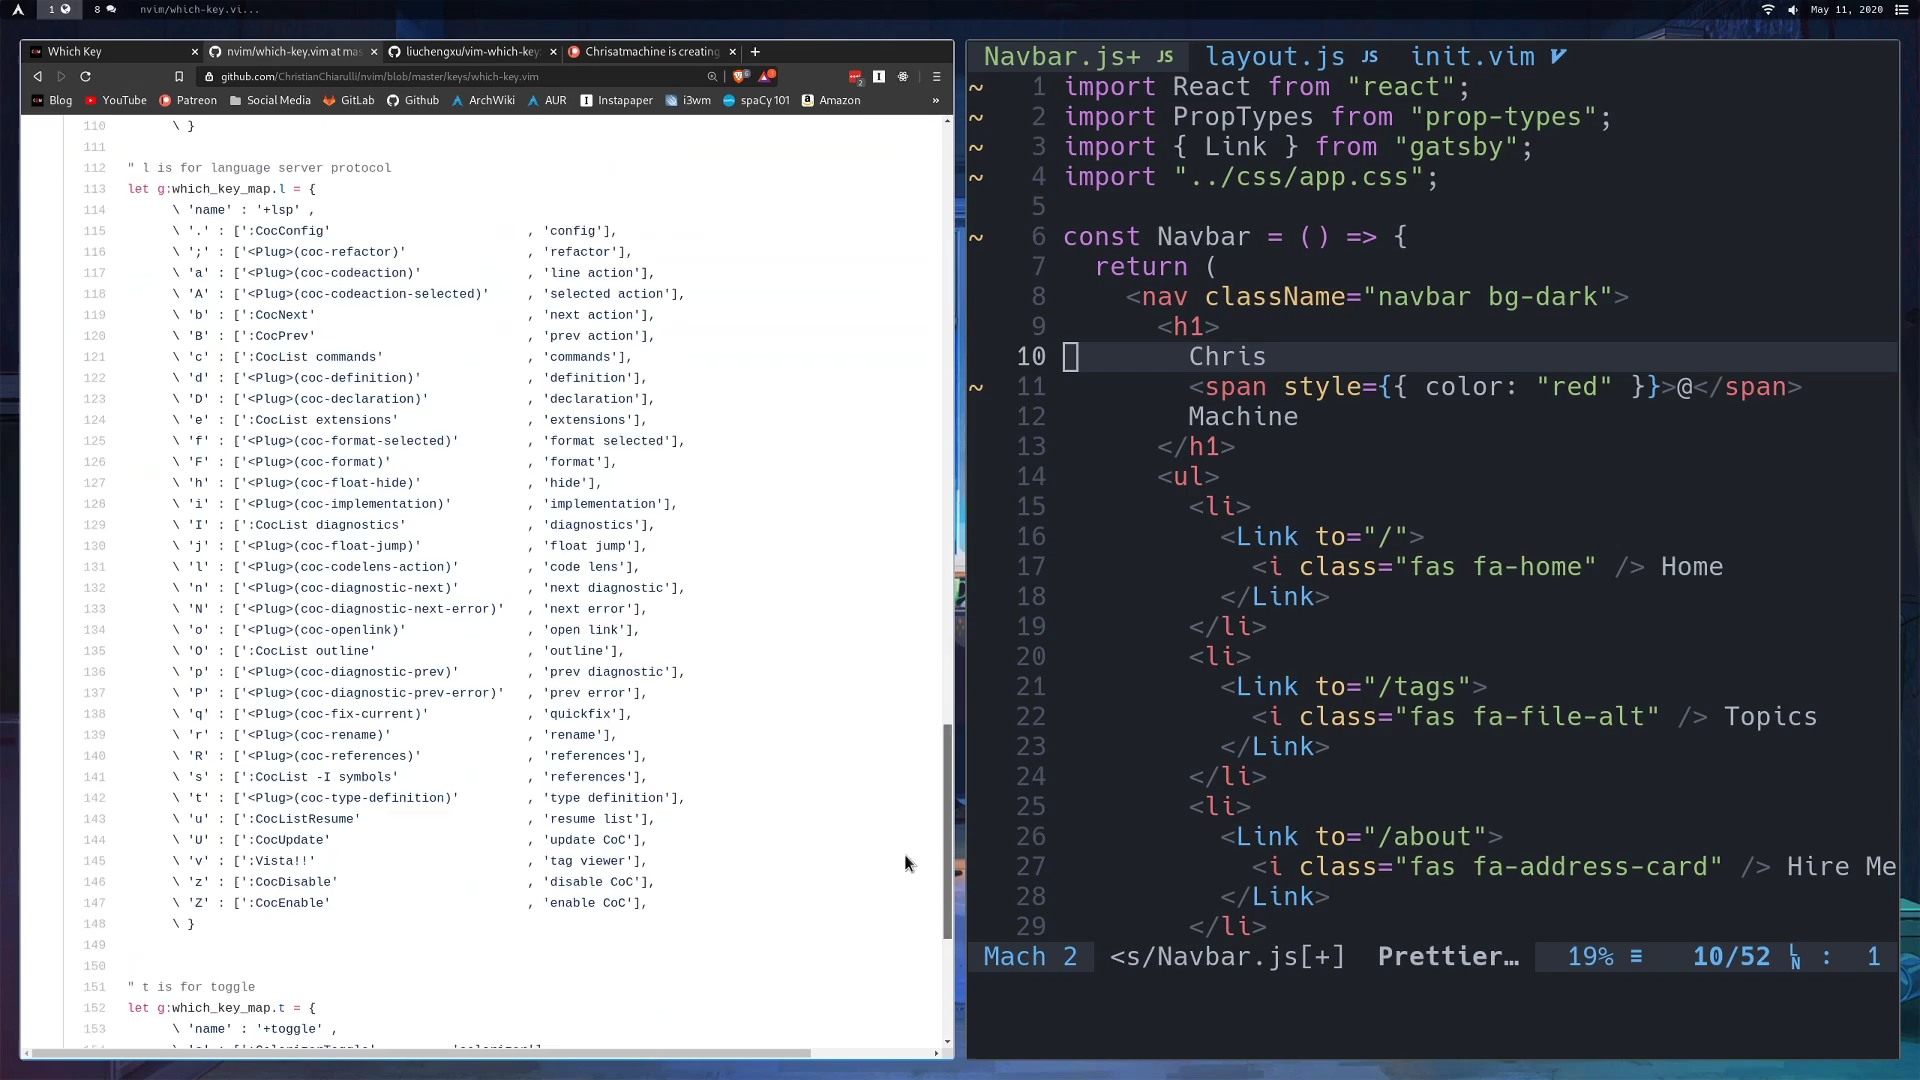 1
8
nvim/which-key.vi...
May 11, 2020
Which Key
nvim/which-key.vim at mas
liuchengxu/vim-which-key:
Chrisatmachine is creating
github.com/ChristianChiarulli/nvim/blob/master/keys/which-key.vim
Blog YouTube Patreon Social Media GitLab Github ArchWiki AUR Instapaper i3wm spaCy 101 Amazon »
110 \ }
111
112 " l is for language server protocol
113 let g:which_key_map.l = {
114 \ 'name' : '+lsp' ,
115 \ '.' : [':CocConfig' , 'config'],
116 \ ';' : ['<Plug>(coc-refactor)' , 'refactor'],
117 \ 'a' : ['<Plug>(coc-codeaction)' , 'line action'],
118 \ 'A' : ['<Plug>(coc-codeaction-selected)' , 'selected action'],
119 \ 'b' : [':CocNext' , 'next action'],
120 \ 'B' : [':CocPrev' , 'prev action'],
121 \ 'c' : [':CocList commands' , 'commands'],
122 \ 'd' : ['<Plug>(coc-definition)' , 'definition'],
123 \ 'D' : ['<Plug>(coc-declaration)' , 'declaration'],
124 \ 'e' : [':CocList extensions' , 'extensions'],
125 \ 'f' : ['<Plug>(coc-format-selected)' , 'format selected'],
126 \ 'F' : ['<Plug>(coc-format)' , 'format'],
127 \ 'h' : ['<Plug>(coc-float-hide)' , 'hide'],
128 \ 'i' : ['<Plug>(coc-implementation)' , 'implementation'],
129 \ 'I' : [':CocList diagnostics' , 'diagnostics'],
130 \ 'j' : ['<Plug>(coc-float-jump)' , 'float jump'],
131 \ 'l' : ['<Plug>(coc-codelens-action)' , 'code lens'],
132 \ 'n' : ['<Plug>(coc-diagnostic-next)' , 'next diagnostic'],
133 \ 'N' : ['<Plug>(coc-diagnostic-next-error)' , 'next error'],
134 \ 'o' : ['<Plug>(coc-openlink)' , 'open link'],
135 \ 'O' : [':CocList outline' , 'outline'],
136 \ 'p' : ['<Plug>(coc-diagnostic-prev)' , 'prev diagnostic'],
137 \ 'P' : ['<Plug>(coc-diagnostic-prev-error)' , 'prev error'],
138 \ 'q' : ['<Plug>(coc-fix-current)' , 'quickfix'],
139 \ 'r' : ['<Plug>(coc-rename)' , 'rename'],
140 \ 'R' : ['<Plug>(coc-references)' , 'references'],
141 \ 's' : [':CocList -I symbols' , 'references'],
142 \ 't' : ['<Plug>(coc-type-definition)' , 'type definition'],
143 \ 'u' : [':CocListResume' , 'resume list'],
144 \ 'U' : [':CocUpdate' , 'update CoC'],
145 \ 'v' : [':Vista!!' , 'tag viewer'],
146 \ 'z' : [':CocDisable' , 'disable CoC'],
147 \ 'Z' : [':CocEnable' , 'enable CoC'],
148 \ }
149
150
151 " t is for toggle
152 let g:which_key_map.t = {
153 \ 'name' : '+toggle' ,
Navbar.js+ JS layout.js JS init.vim
~ 1 import React from "react";
~ 2 import PropTypes from "prop-types";
~ 3 import { Link } from "gatsby";
~ 4 import "../css/app.css";
5
~ 6 const Navbar = () => {
7 return (
8 <nav className="navbar bg-dark">
9 <h1>
10 Chris
~ 11 <span style={{ color: "red" }}>@</span>
12 Machine
13 </h1>
14 <ul>
15 <li>
16 <Link to="/">
17 <i class="fas fa-home" /> Home
18 </Link>
19 </li>
20 <li>
21 <Link to="/tags">
22 <i class="fas fa-file-alt" /> Topics
23 </Link>
24 </li>
25 <li>
26 <Link to="/about">
27 <i class="fas fa-address-card" /> Hire Me
28 </Link>
29 </li>
Mach 2 <s/Navbar.js[+] Prettier… 19% ≡ 10/52 LN : 1